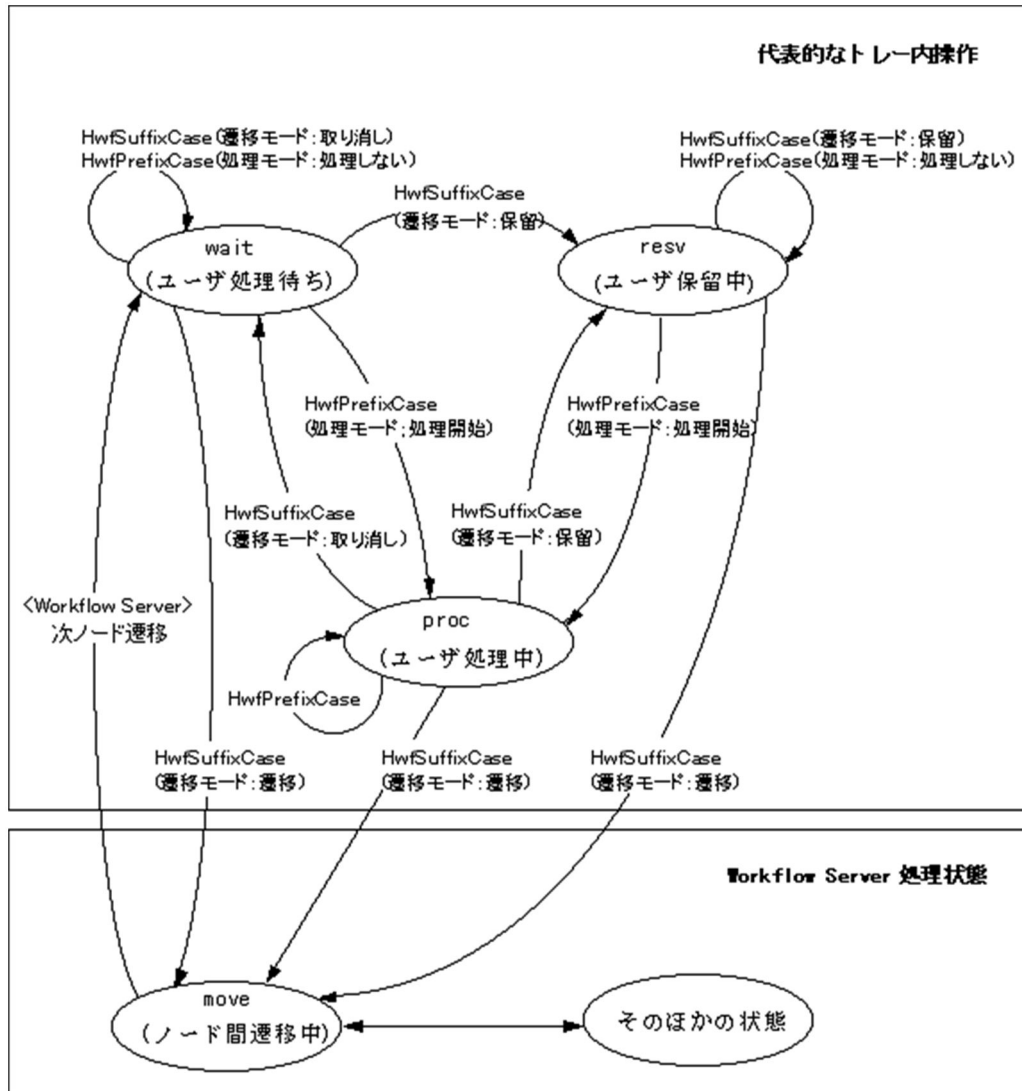 代表的なトレー内操作
HwfSuffixCase(遷移モード:取り消し)
HwfPrefixCase(処理モード:処理しない)
HwfSuffixCase(遷移モード:保留)
HwfPrefixCase(処理モード:処理しない)
HwfSuffixCase
(遷移モード:保留)
wait
(ユーザ処理待ち)
resv
(ユーザ保留中)
HwfPrefixCase
(処理モード:処理開始)
HwfPrefixCase
(処理モード:処理開始)
HwfSuffixCase
(遷移モード:取り消し)
HwfSuffixCase
(遷移モード:保留)
<Workflow Server>
次ノード遷移
proc
(ユーザ処理中)
HwfPrefixCase
HwfSuffixCase
(遷移モード:遷移)
HwfSuffixCase
(遷移モード:遷移)
HwfSuffixCase
(遷移モード:遷移)
Workflow Server 処理状態
move
(ノード間遷移中)
そのほかの状態